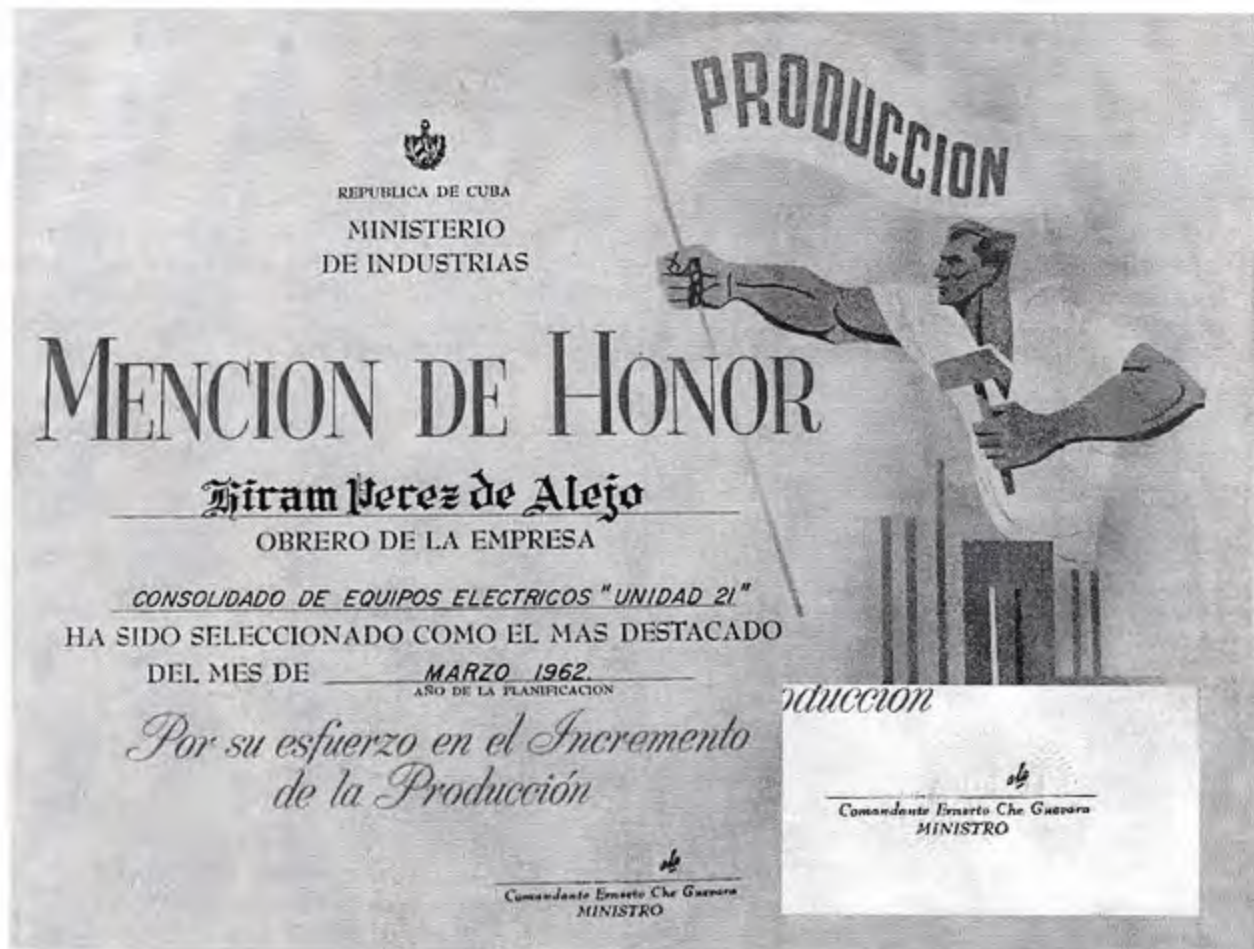 PRODUCCION
REPUBLICA DE CUBA
MINISTERIO
DE INDUSTRIAS
MENCION DE HONOR
Hiram Perez de Alejo
OBRERO DE LA EMPRESA
CONSOLIDADO DE EQUIPOS ELECTRICOS "UNIDAD 21"
HA SIDO SELECCIONADO COMO EL MAS DESTACADO
DEL MES DE MARZO 1962.
AÑO DE LA PLANIFICACION
Por su esfuerzo en el Incremento
de la Producción
che
Comandante Ernesto Che Guevara
MINISTRO
oducción
che
Comandante Ernesto Che Guevara
MINISTRO